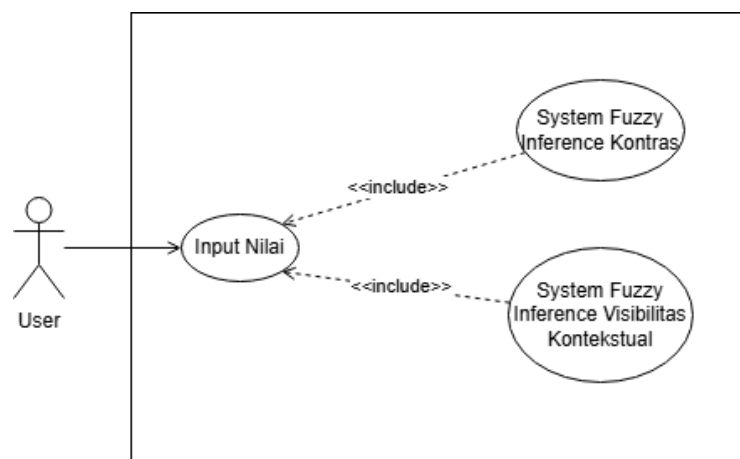 System Fuzzy
Inference Kontras
<<include>>
Input Nilai
<<include>>
System Fuzzy
Inference Visibilitas
Kontekstual
User